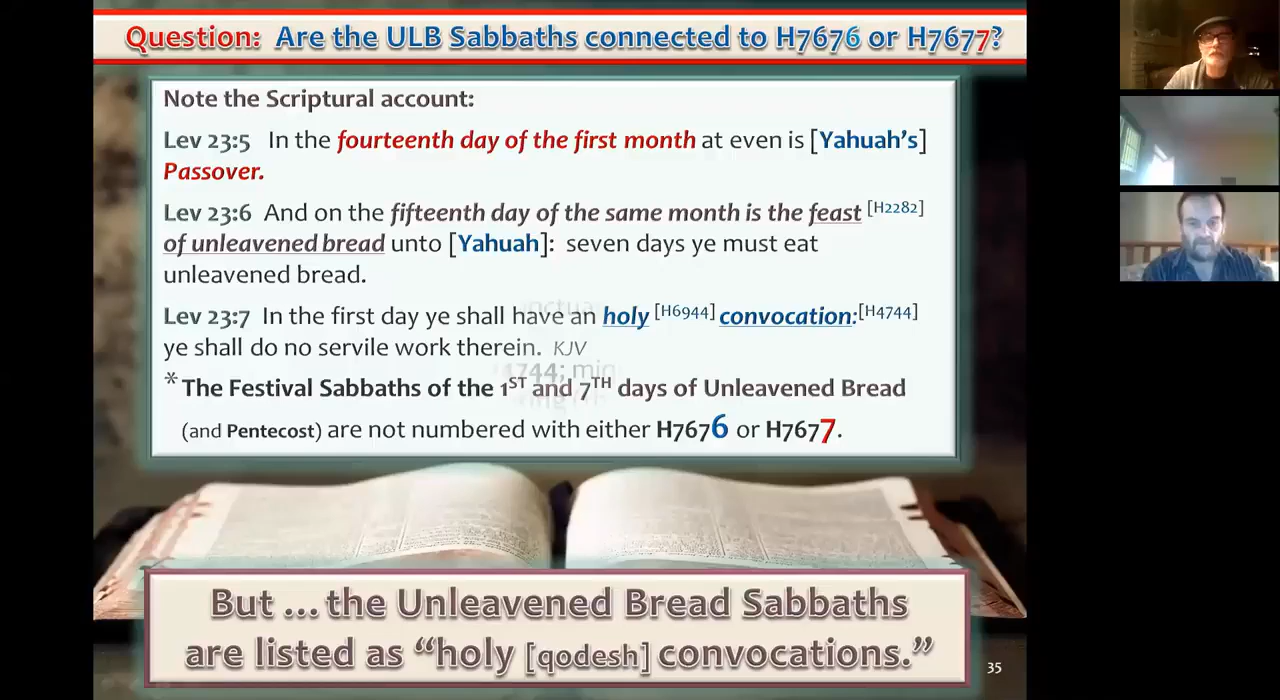 Question: Are the ULB Sabbaths connected to H7676 or H7677?
Note the Scriptural account:
Lev 23:5 In the fourteenth day of the first month at even is [Yahuah's]
Passover.
Lev 23:6 And on the fifteenth day of the same month is the feast [H2282]
of unleavened bread unto [Yahuah]: seven days ye must eat
unleavened bread.
Lev 23:7 In the first day ye shall have an holy [H6944] convocation:[H4744]
ye shall do no servile work therein. KJV
* The Festival Sabbaths of the 1ST and 7TH days of Unleavened Bread
(and Pentecost) are not numbered with either H7676 or H7677.
But ... the Unleavened Bread Sabbaths
are listed as “holy [qodesh] convocations.”
35